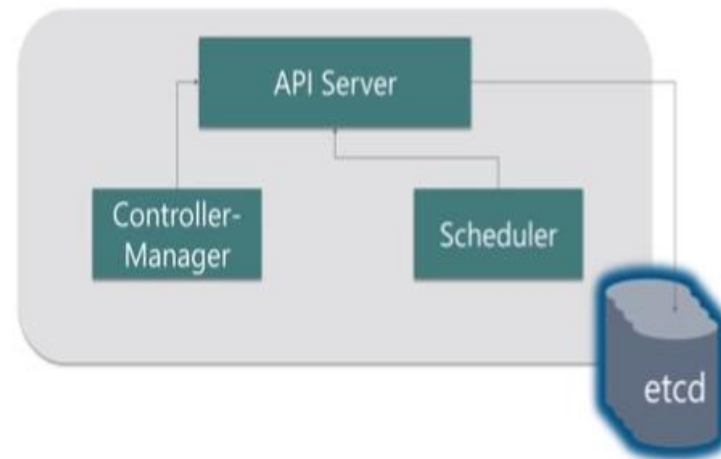 API Server
Controller-
Manager
Scheduler
etcd